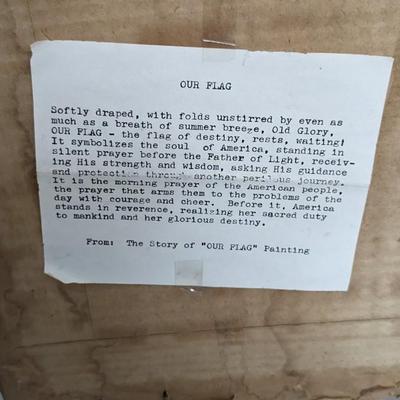 OUR FLAG
Softly draped, with folds unstirred by even as
much as a breath of summer breeze, Old Glory,
OUR FLAG - the flag of destiny, rests, waiting!
It symbolizes the soul of America, standing in
silent prayer before the Father of Light, receiv-
ing His strength and wisdom, asking His guidance
and protection through another perilous journey.
It is the morning prayer of the American people,
the prayer that arms them to the problems of the
day with courage and cheer. Before it, America
stands in reverence, realizing her sacred duty
to mankind and her glorious destiny.
From: The Story of "OUR FLAG" Painting